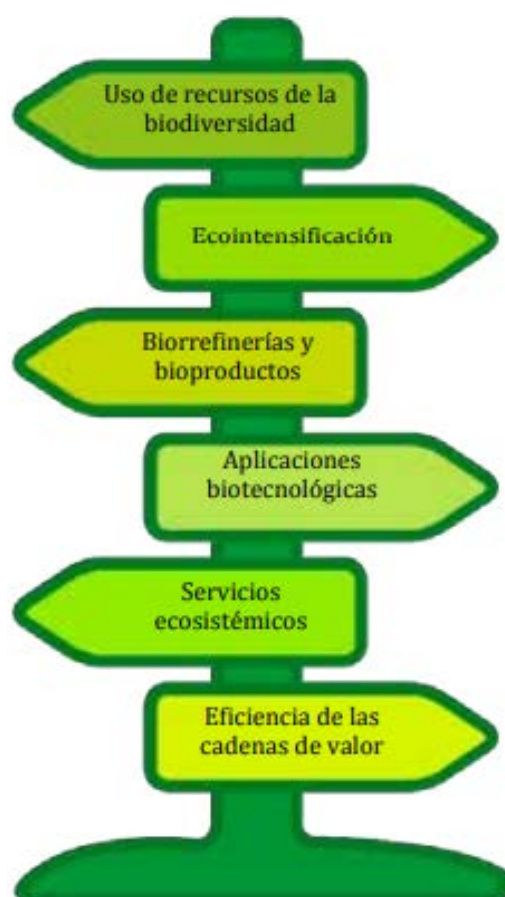 Uso de recursos de la
biodiversidad
Ecointensificación
Biorrefinerías y
bioproductos
Aplicaciones
biotecnológicas
Servicios
ecosistémicos
Eficiencia de las
cadenas de valor